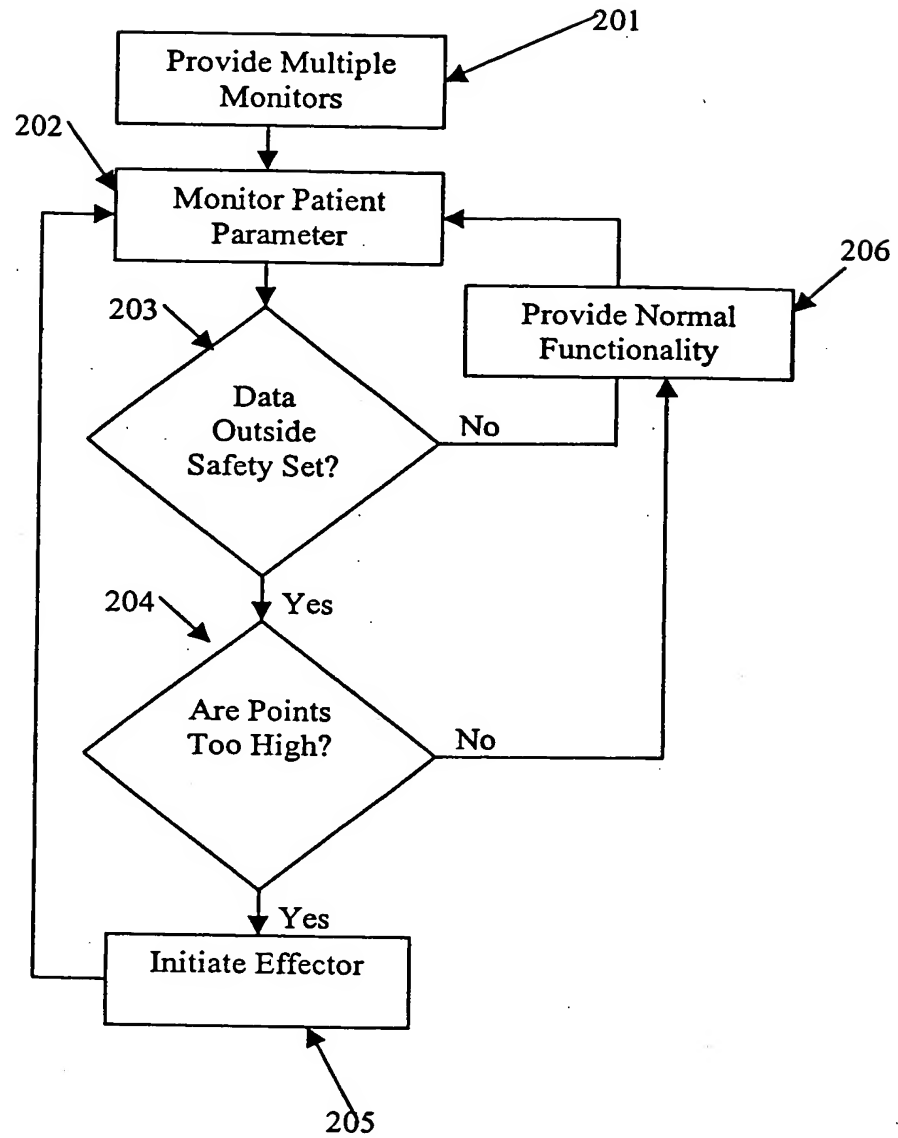 201
Provide Multiple
Monitors
202
Monitor Patient
Parameter
206
Provide Normal
Functionality
203
Data
Outside
Safety Set?
No
Yes
204
Are Points
Too High?
No
Yes
Initiate Effector
205